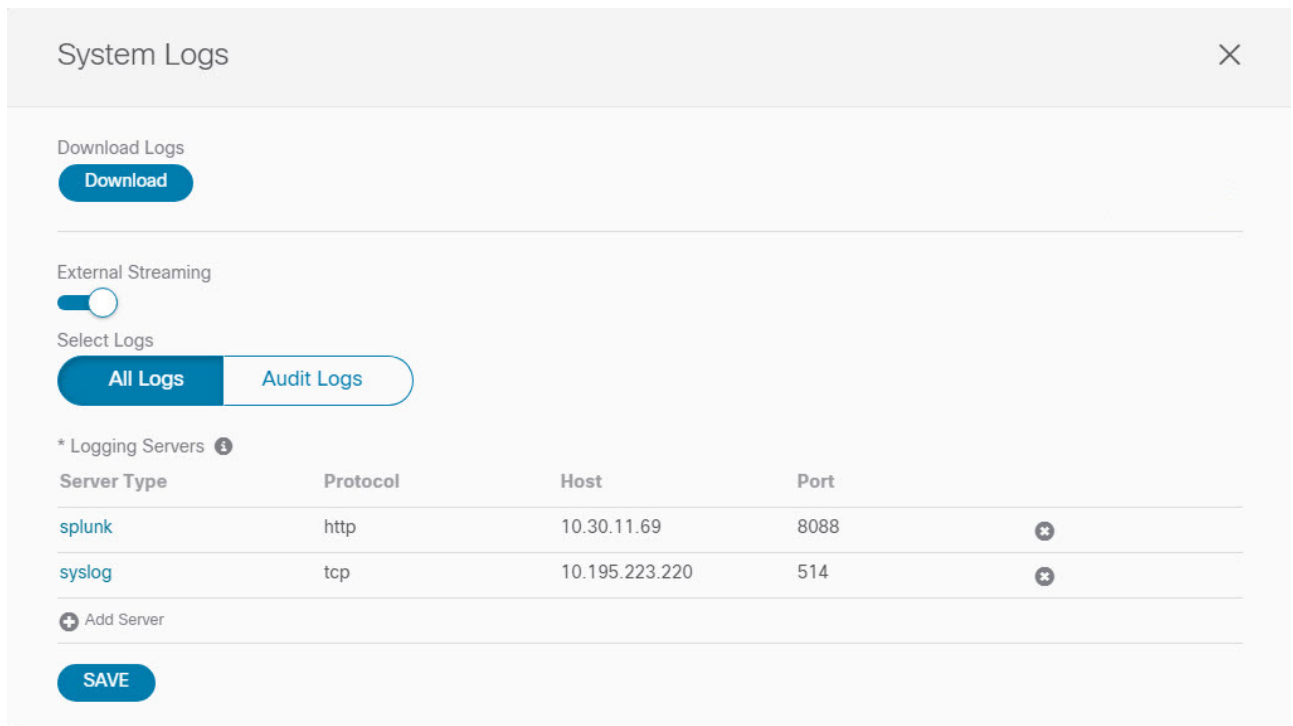 System Logs
Download Logs
Download
External Streaming
Select Logs
All Logs Audit Logs
* Logging Servers
Server Type Protocol Host Port
splunk http 10.30.11.69 8088
syslog tcp 10.195.223.220 514
Add Server
SAVE